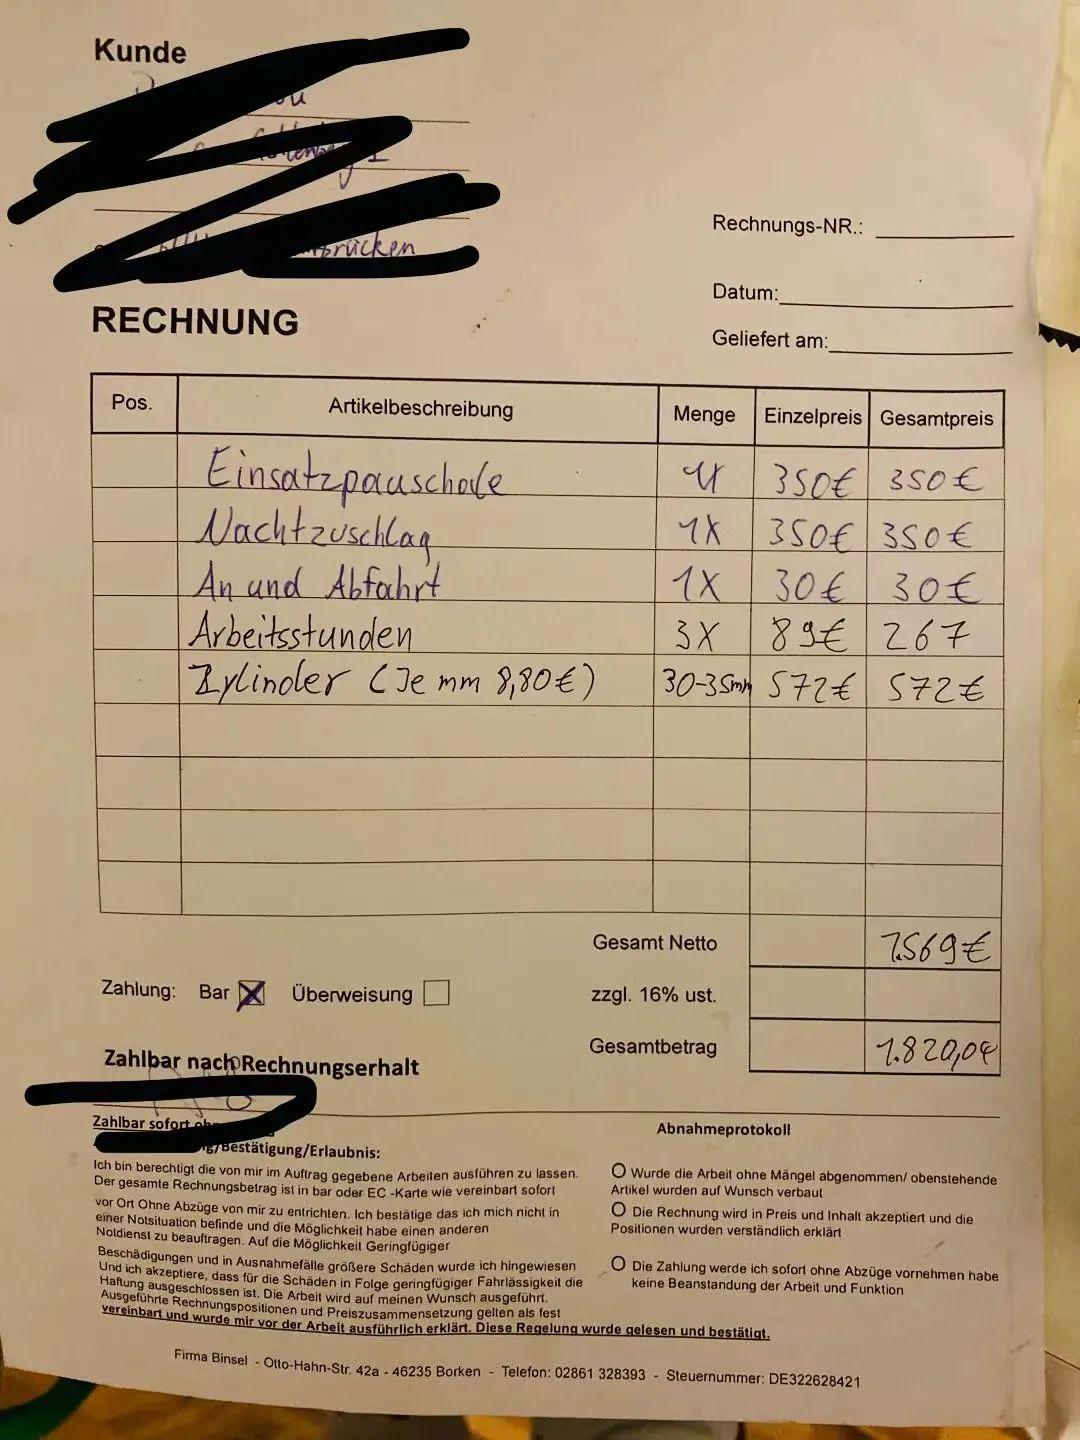 Kunde
Rechnungs-NR.:
Datum:
Geliefert am:
RECHNUNG
Pos. Artikelbeschreibung Menge Einzelpreis Gesamtpreis
Einsatzpauschale 1X 350€ 350€
Nachtzuschlag 1X 350€ 350€
An und Abfahrt 1X 30€ 30€
Arbeitsstunden 3X 89€ 267
Zylinder (Je mm 8,80€) 30-35mm 572€ 572€
Gesamt Netto 1.569€
Zahlung: Bar Überweisung zzgl. 16% ust.
Gesamtbetrag 1.820,04
Zahlbar nach Rechnungserhalt
Zahlbar sofort
Abnahmeprotokoll
/Bestätigung/Erlaubnis:
Ich bin berechtigt die von mir im Auftrag gegebene Arbeiten ausführen zu lassen.
Der gesamte Rechnungsbetrag ist in bar oder EC -Karte wie vereinbart sofort
vor Ort Ohne Abzüge von mir zu entrichten. Ich bestätige das ich mich nicht in
einer Notsituation befinde und die Möglichkeit habe einen anderen
Notdienst zu beauftragen. Auf die Möglichkeit Geringfügiger
Beschädigungen und in Ausnahmefälle größere Schäden wurde ich hingewiesen
Und ich akzeptiere, dass für die Schäden in Folge geringfügiger Fahrlässigkeit die
Haftung ausgeschlossen ist. Die Arbeit wird auf meinen Wunsch ausgeführt.
Ausgeführte Rechnungspositionen und Preiszusammensetzung gelten als fest
vereinbart und wurde mir vor der Arbeit ausführlich erklärt. Diese Regelung wurde gelesen und bestätigt.
O Wurde die Arbeit ohne Mängel abgenommen/ obenstehende
Artikel wurden auf Wunsch verbaut
O Die Rechnung wird in Preis und Inhalt akzeptiert und die
Positionen wurden verständlich erklärt
O Die Zahlung werde ich sofort ohne Abzüge vornehmen habe
keine Beanstandung der Arbeit und Funktion
Firma Binsel - Otto-Hahn-Str. 42a - 46235 Borken - Telefon: 02861 328393 - Steuernummer: DE322628421